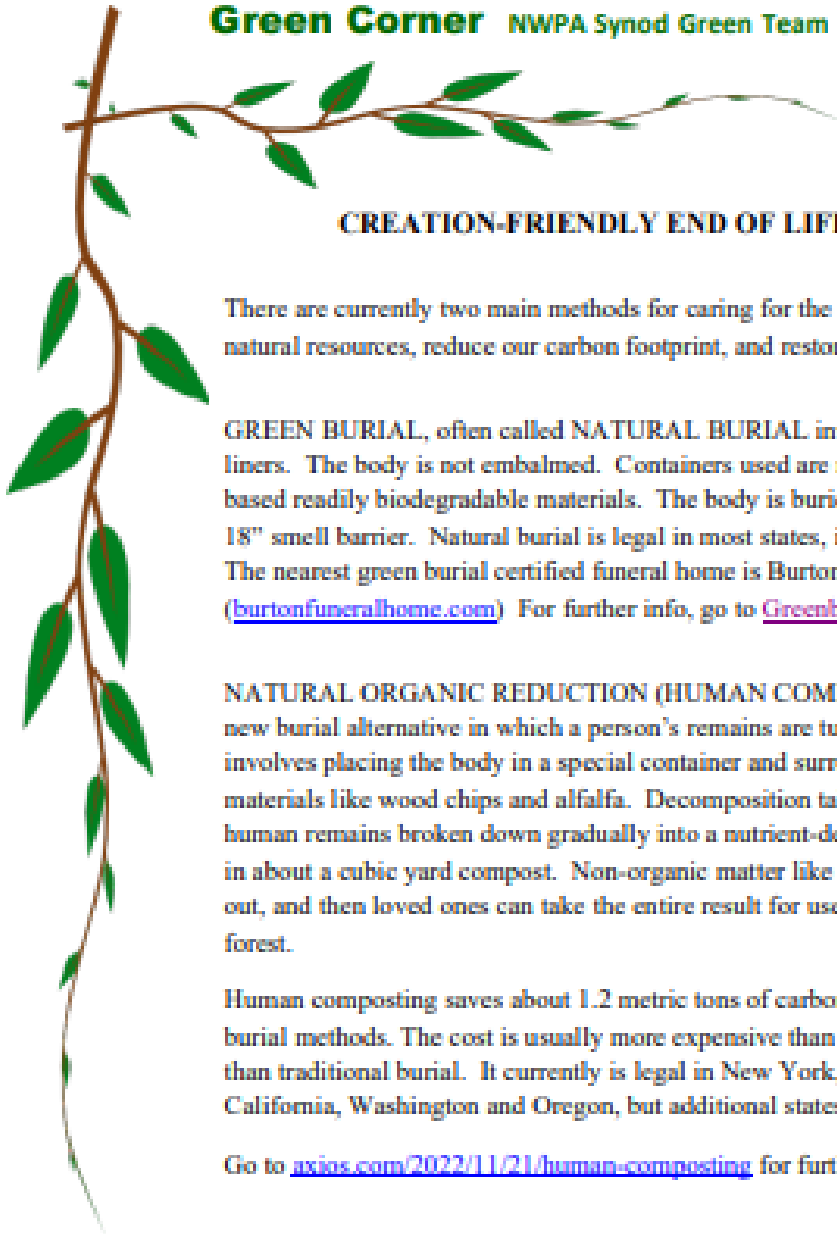 Green Corner NWPA Synod Green Team
CREATION-FRIENDLY END OF LIF
There are currently two main methods for caring for the
natural resources, reduce our carbon footprint, and resto
GREEN BURIAL, often called NATURAL BURIAL in
liners. The body is not embalmed. Containers used are
based readily biodegradable materials. The body is buri
18” smell barrier. Natural burial is legal in most states, i
The nearest green burial certified funeral home is Burton
(burtonfuneralhome.com) For further info, go to Greenb
NATURAL ORGANIC REDUCTION (HUMAN COM
new burial alternative in which a person’s remains are tu
involves placing the body in a special container and surr
materials like wood chips and alfalfa. Decomposition ta
human remains broken down gradually into a nutrient-de
in about a cubic yard compost. Non-organic matter like
out, and then loved ones can take the entire result for use
forest.
Human composting saves about 1.2 metric tons of carbo
burial methods. The cost is usually more expensive than
than traditional burial. It currently is legal in New York,
California, Washington and Oregon, but additional states
Go to axios.com/2022/11/21/human-composting for furt